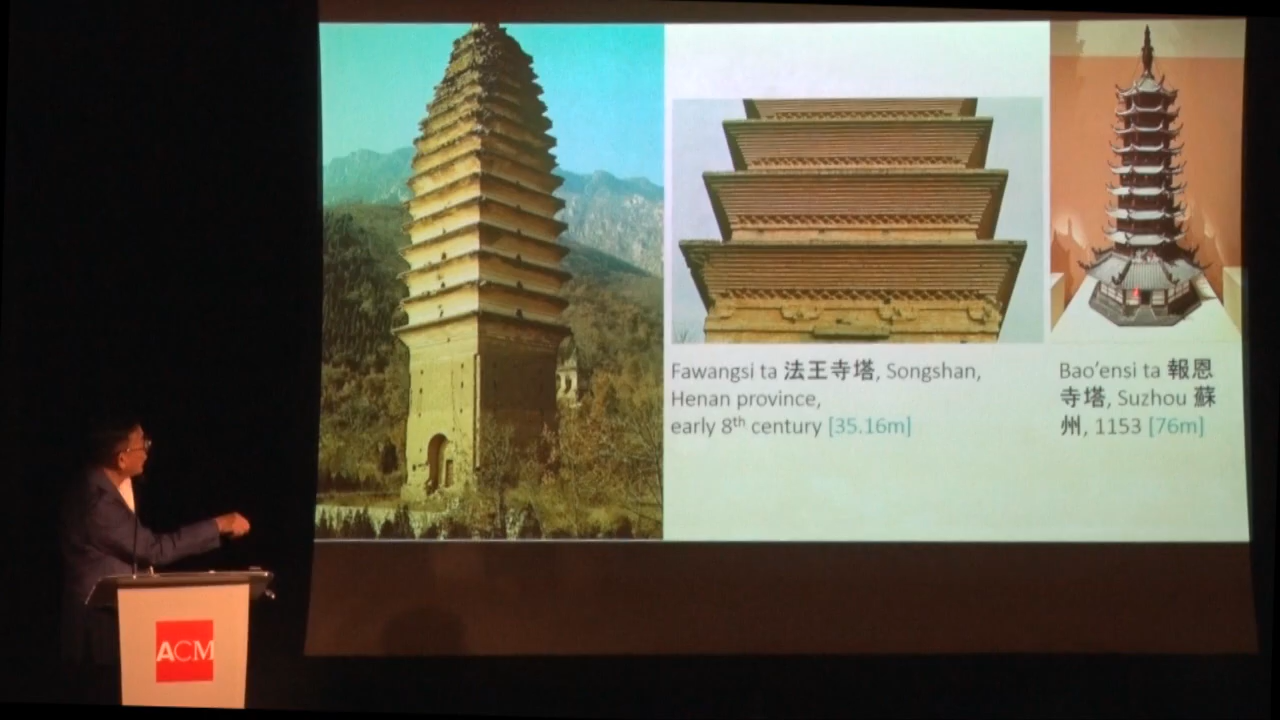 Fawangsi ta 法王寺塔, Songshan,
Henan province,
early 8th century [35.16m]
Bao'ensi ta 報恩
寺塔, Suzhou 蘇
州, 1153 [76m]
ACM